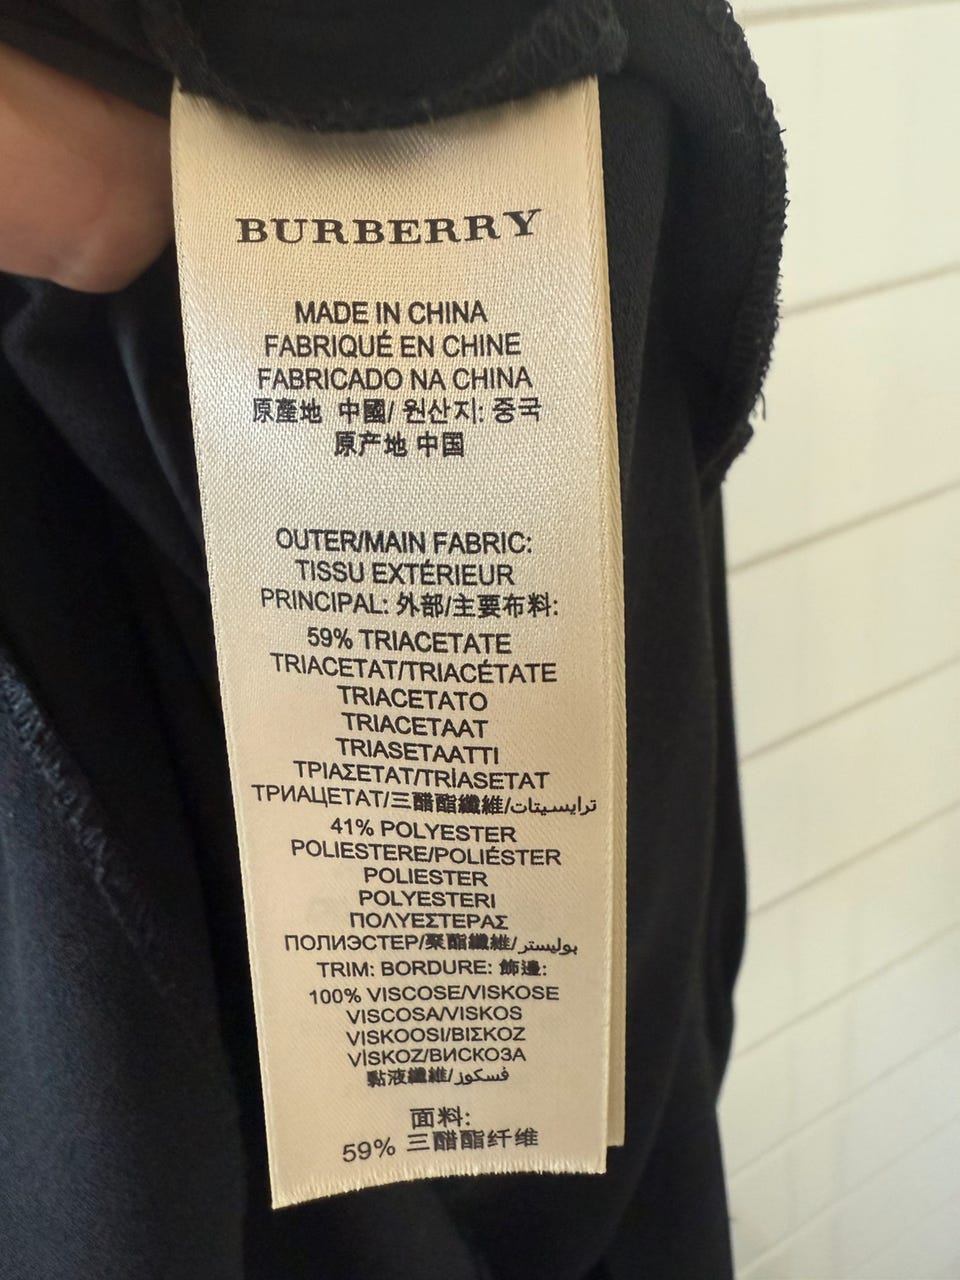 BURBERRY
MADE IN CHINA
FABRIQUÉ EN CHINE
FABRICADO NA CHINA
原產地 中國/ 원산지: 중국
原产地 中国
OUTER/MAIN FABRIC:
TISSU EXTÉRIEUR
PRINCIPAL: 外部/主要布料:
59% TRIACETATE
TRIACETAT/TRIACÉTATE
TRIACETATO
TRIACETAAT
TRIASETAATTI
ΤΡΙΑΣΕΤΑΤ/TRİASETAT
ТРИАЦЕТАТ/三醋酯纖維/ترايسيتات
41% POLYESTER
POLIESTERE/POLIÉSTER
POLIESTER
POLYESTERI
ΠΟΛΥΕΣΤΕΡΑΣ
ПОЛИЭСТЕР/聚酯纖維/بوليستر
TRIM: BORDURE: 飾邊:
100% VISCOSE/VISKOSE
VISCOSA/VISKOS
VISKOOSI/ΒΙΣΚΟΖ
VİSKOZ/ВИСКОЗА
黏液纖維/فسكوز
面料:
59% 三醋酯纤维